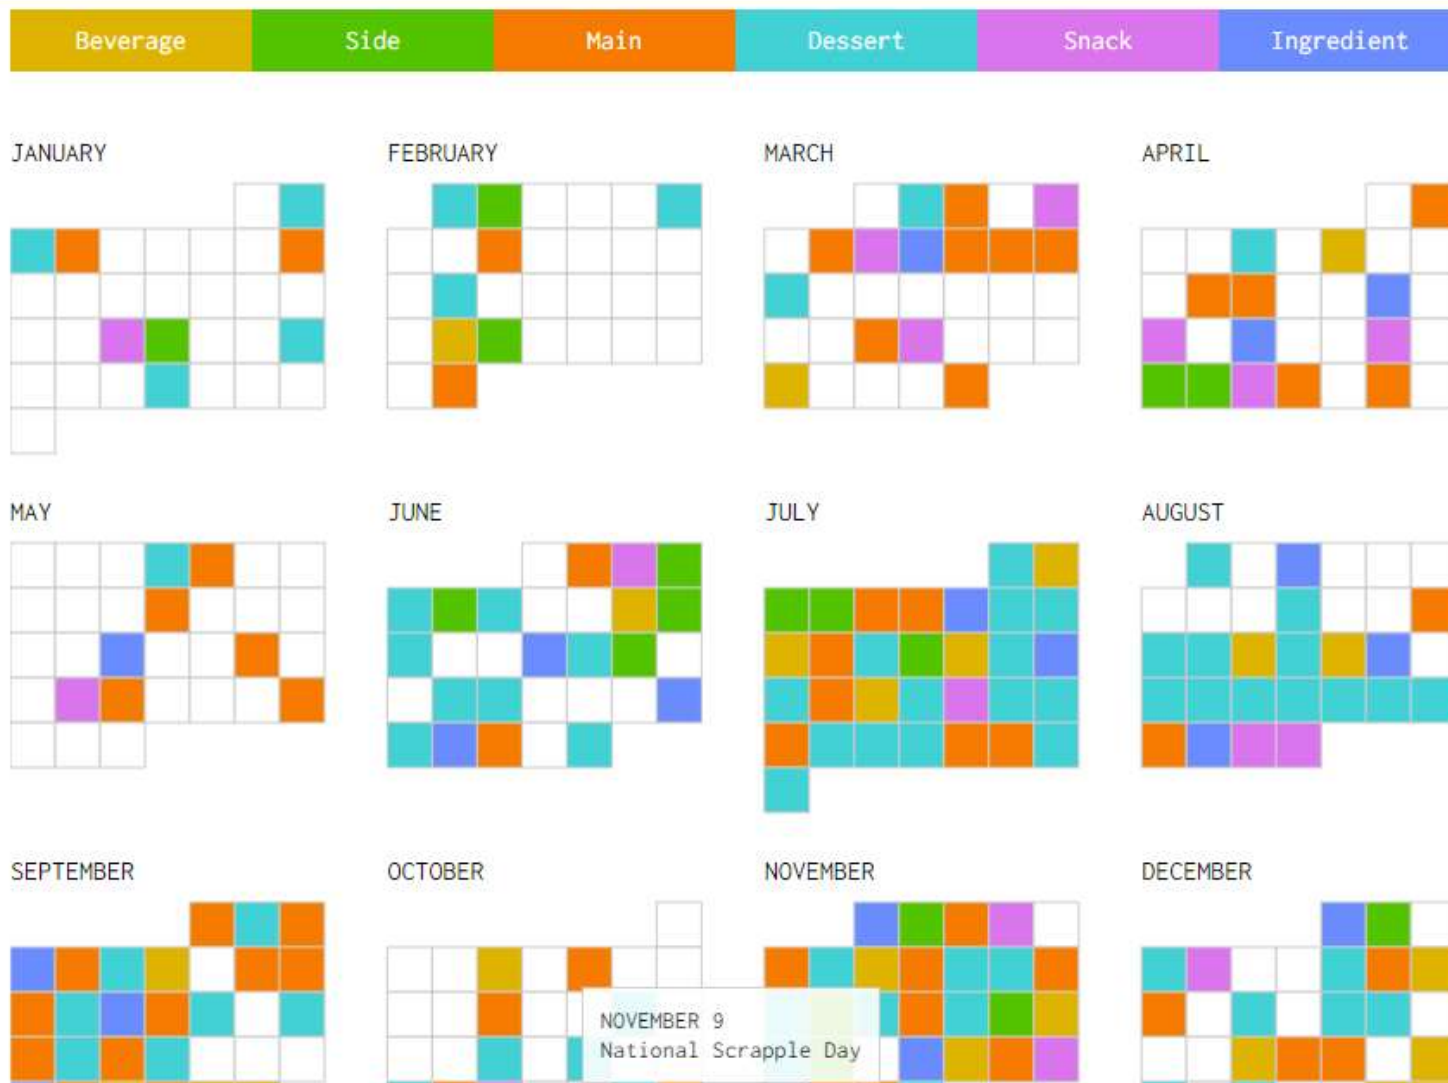 Beverage
Side
Main
Dessert
Snack
Ingredient
JANUARY
FEBRUARY
MARCH
APRIL
MAY
JUNE
JULY
AUGUST
SEPTEMBER
OCTOBER
NOVEMBER
DECEMBER
NOVEMBER 9
National Scrapple Day